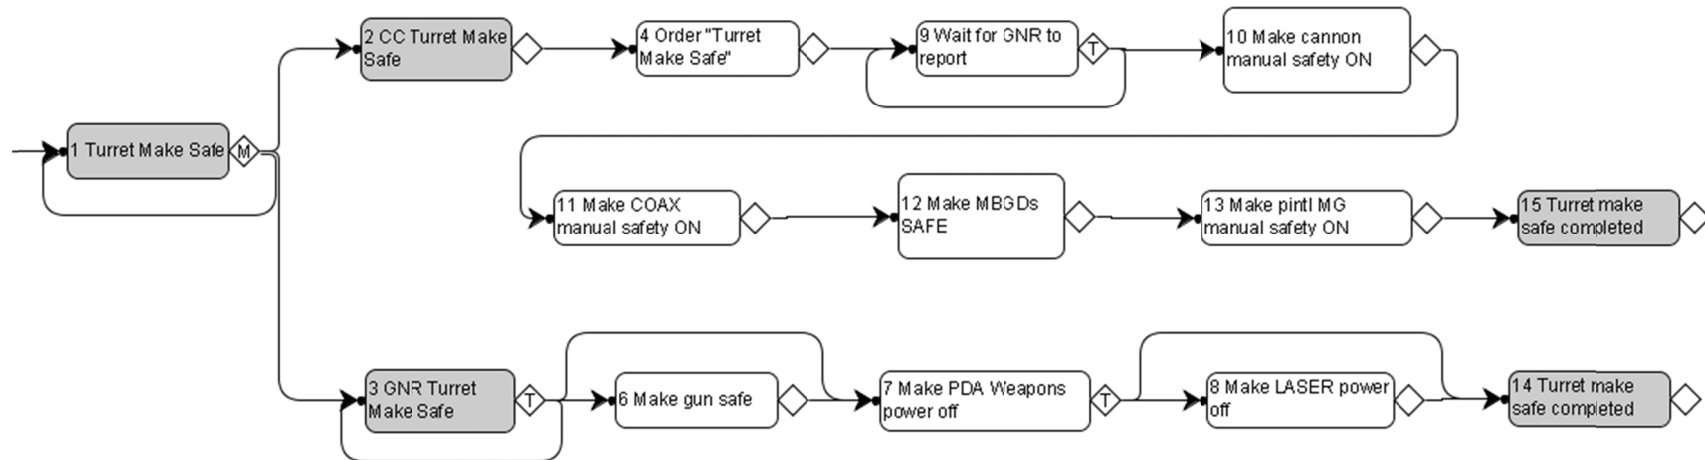 2 CC Turret Make
Safe
4 Order "Turret
Make Safe"
9 Wait for GNR to
report
T
10 Make cannon
manual safety ON
1 Turret Make Safe
M
11 Make COAX
manual safety ON
12 Make MBGDs
SAFE
13 Make pintl MG
manual safety ON
15 Turret make
safe completed
3 GNR Turret
Make Safe
T
6 Make gun safe
7 Make PDA Weapons
power off
T
8 Make LASER power
off
14 Turret make
safe completed